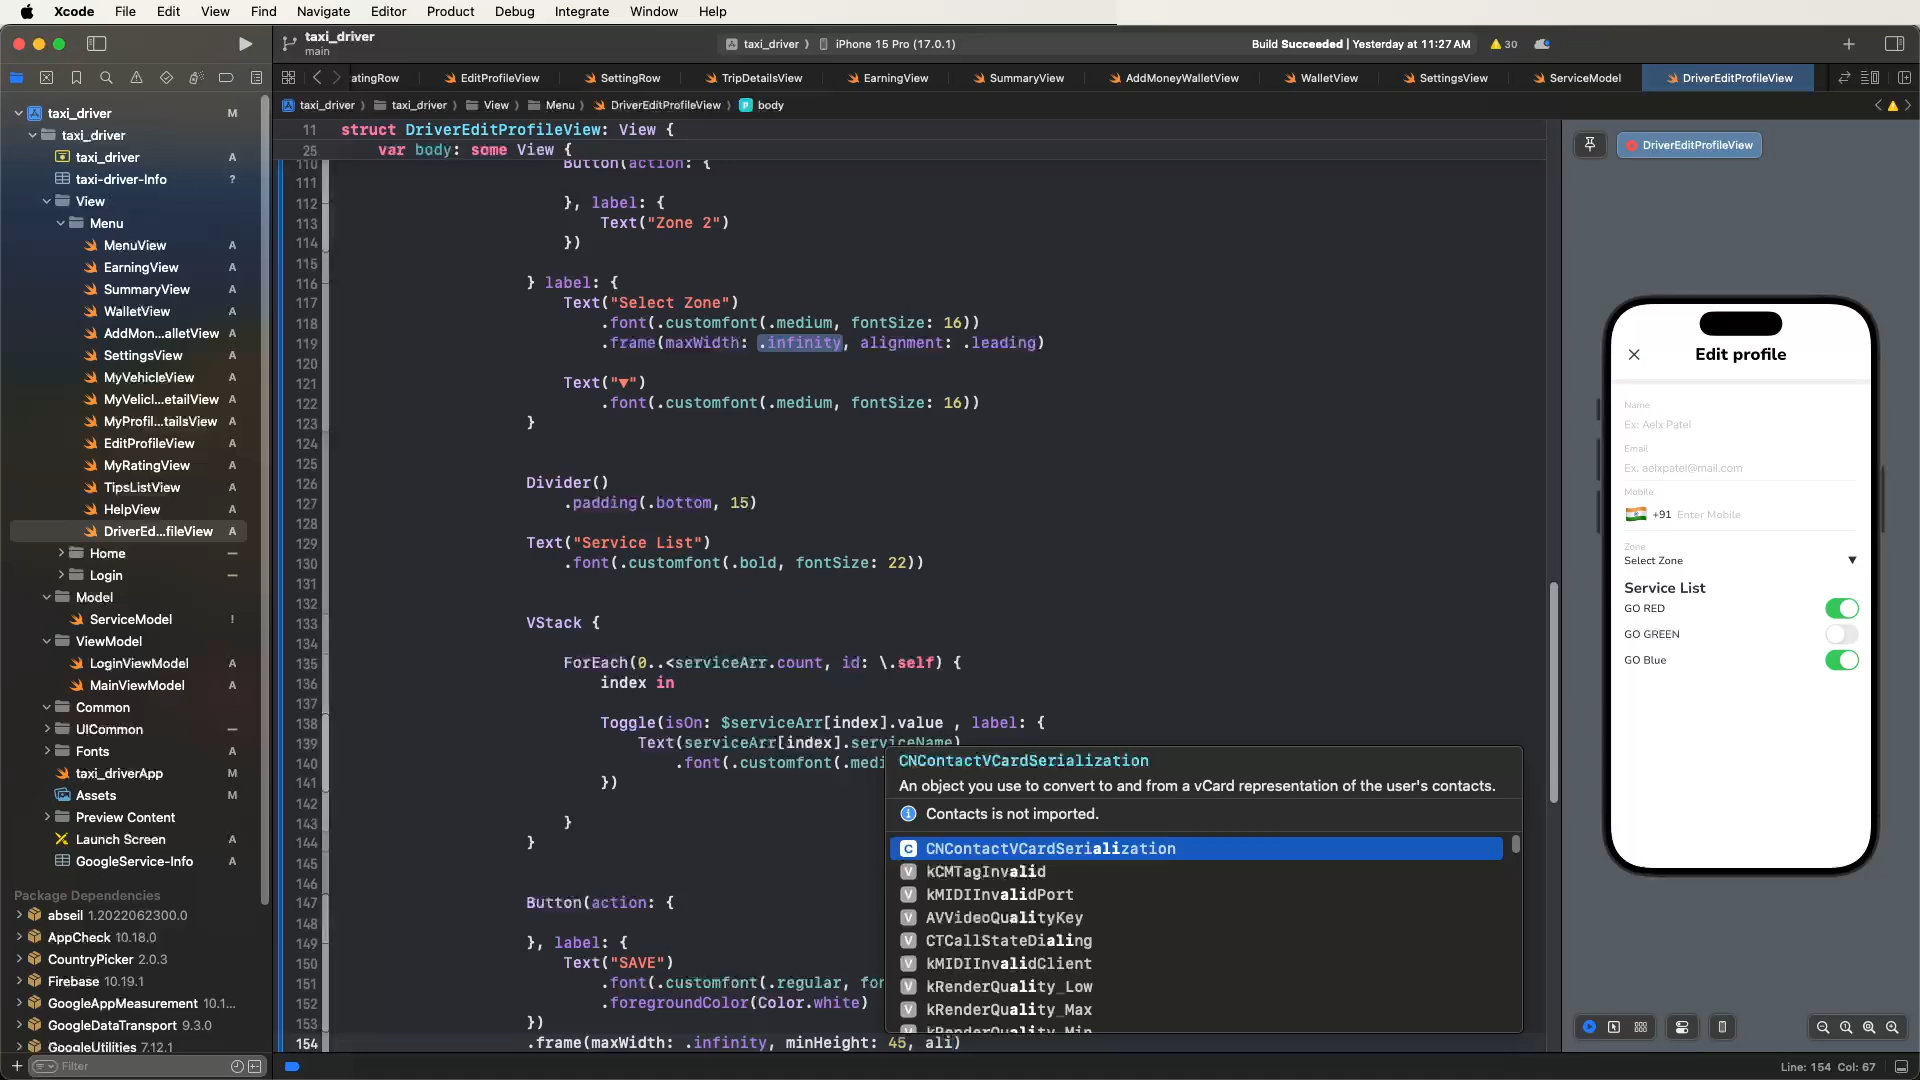 Xcode File Edit View Find Navigate Editor Product Debug Integrate Window Help
taxi_driver
main
taxi_driver iPhone 15 Pro (17.0.1)
Build Succeeded | Yesterday at 11:27 AM
30
atingRow EditProfileView SettingRow TripDetailsView EarningView SummaryView AddMoneyWalletView WalletView SettingsView ServiceModel DriverEditProfileView
taxi_driver taxi_driver View Menu DriverEditProfileView body
taxi_driver M
taxi_driver
taxi_driver A
taxi-driver-Info ?
View
Menu
MenuView A
EarningView A
SummaryView A
WalletView A
AddMon...alletView A
SettingsView A
MyVehicleView A
MyVelicl...etailView A
MyProfil...tailsView A
EditProfileView A
MyRatingView A
TipsListView A
HelpView A
DriverEd...fileView A
Home
Login
Model
ServiceModel !
ViewModel
LoginViewModel A
MainViewModel A
Common
UICommon
Fonts A
taxi_driverApp M
Assets M
Preview Content
Launch Screen
GoogleService-Info A
Package Dependencies
abseil 1.2022062300.0
AppCheck 10.18.0
CountryPicker 2.0.3
Firebase 10.19.1
GoogleAppMeasurement 10.1...
GoogleDataTransport 9.3.0
GoogleUtilities 7.12.1
Filter
11 struct DriverEditProfileView: View {
25 var body: some View {
110 Button(action: {
111
112 }, label: {
113 Text("Zone 2")
114 })
115
116 } label: {
117 Text("Select Zone")
118 .font(.customfont(.medium, fontSize: 16))
119 .frame(maxWidth: .infinity, alignment: .leading)
120
121 Text("▼")
122 .font(.customfont(.medium, fontSize: 16))
123 }
124
125
126 Divider()
127 .padding(.bottom, 15)
128
129 Text("Service List")
130 .font(.customfont(.bold, fontSize: 22))
131
132
133 VStack {
134
135 ForEach(0..<serviceArr.count, id: \.self) {
136 index in
137
138 Toggle(isOn: $serviceArr[index].value , label: {
139 Text(serviceArr[index].serviceName)
140 .font(.customfont(.medi
141 })
142
143 }
144 }
145
146
147 Button(action: {
148
149 }, label: {
150 Text("SAVE")
151 .font(.customfont(.regular, fon
152 .foregroundColor(Color.white)
153 })
154 .frame(maxWidth: .infinity, minHeight: 45, ali)
CNContactVCardSerialization
An object you use to convert to and from a vCard representation of the user's contacts.
Contacts is not imported.
C CNContactVCardSerialization
V kCMTagInvalid
V kMIDIInvalidPort
V AVVideoQualityKey
V CTCallStateDialing
V kMIDIInvalidClient
V kRenderQuality_Low
V kRenderQuality_Max
V kRenderQuality_Min
DriverEditProfileView
Edit profile
Name
Ex: Aelx Patel
Email
Ex. aelxpatel@mail.com
Mobile
+91 Enter Mobile
Zone
Select Zone ▼
Service List
GO RED
GO GREEN
GO Blue
Line: 154 Col: 67